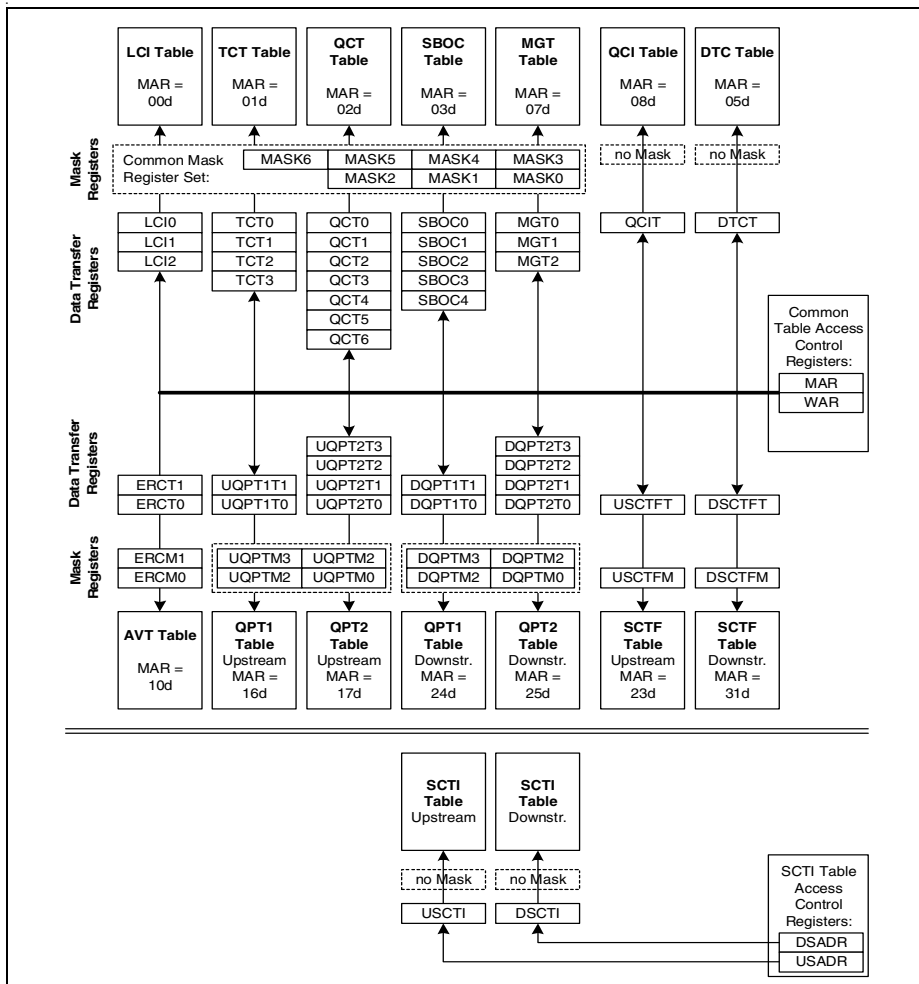 LCI Table
MAR =
00d
TCT Table
MAR =
01d
QCT
Table
MAR =
02d
SBOC
Table
MAR =
03d
MGT
Table
MAR =
07d
QCI Table
MAR =
08d
DTC Table
MAR =
05d
Mask
Registers
Common Mask
Register Set:
MASK6 MASK5 MASK4 MASK3
MASK2 MASK1 MASK0
no Mask
no Mask
Data Transfer
Registers
LCI0
LCI1
LCI2
TCT0
TCT1
TCT2
TCT3
QCT0
QCT1
QCT2
QCT3
QCT4
QCT5
QCT6
SBOC0
SBOC1
SBOC2
SBOC3
SBOC4
MGT0
MGT1
MGT2
QCIT
DTCT
Common
Table Access
Control
Registers:
MAR
WAR
Data Transfer
Registers
ERCT1
ERCT0
UQPT1T1
UQPT1T0
UQPT2T3
UQPT2T2
UQPT2T1
UQPT2T0
DQPT1T1
DQPT1T0
DQPT2T3
DQPT2T2
DQPT2T1
DQPT2T0
USCTFT
DSCTFT
Mask
Registers
ERCM1
ERCM0
UQPTM3 UQPTM2
UQPTM2 UQPTM0
DQPTM3 DQPTM2
DQPTM2 DQPTM0
USCTFM
DSCTFM
AVT Table
MAR =
10d
QPT1
Table
Upstream
MAR =
16d
QPT2
Table
Upstream
MAR =
17d
QPT1
Table
Downstr.
MAR =
24d
QPT2
Table
Downstr.
MAR =
25d
SCTF
Table
Upstream
MAR =
23d
SCTF
Table
Downstr.
MAR =
31d
SCTI
Table
Upstream
SCTI
Table
Downstr.
no Mask
no Mask
USCTI
DSCTI
SCTI Table
Access
Control
Registers:
DSADR
USADR